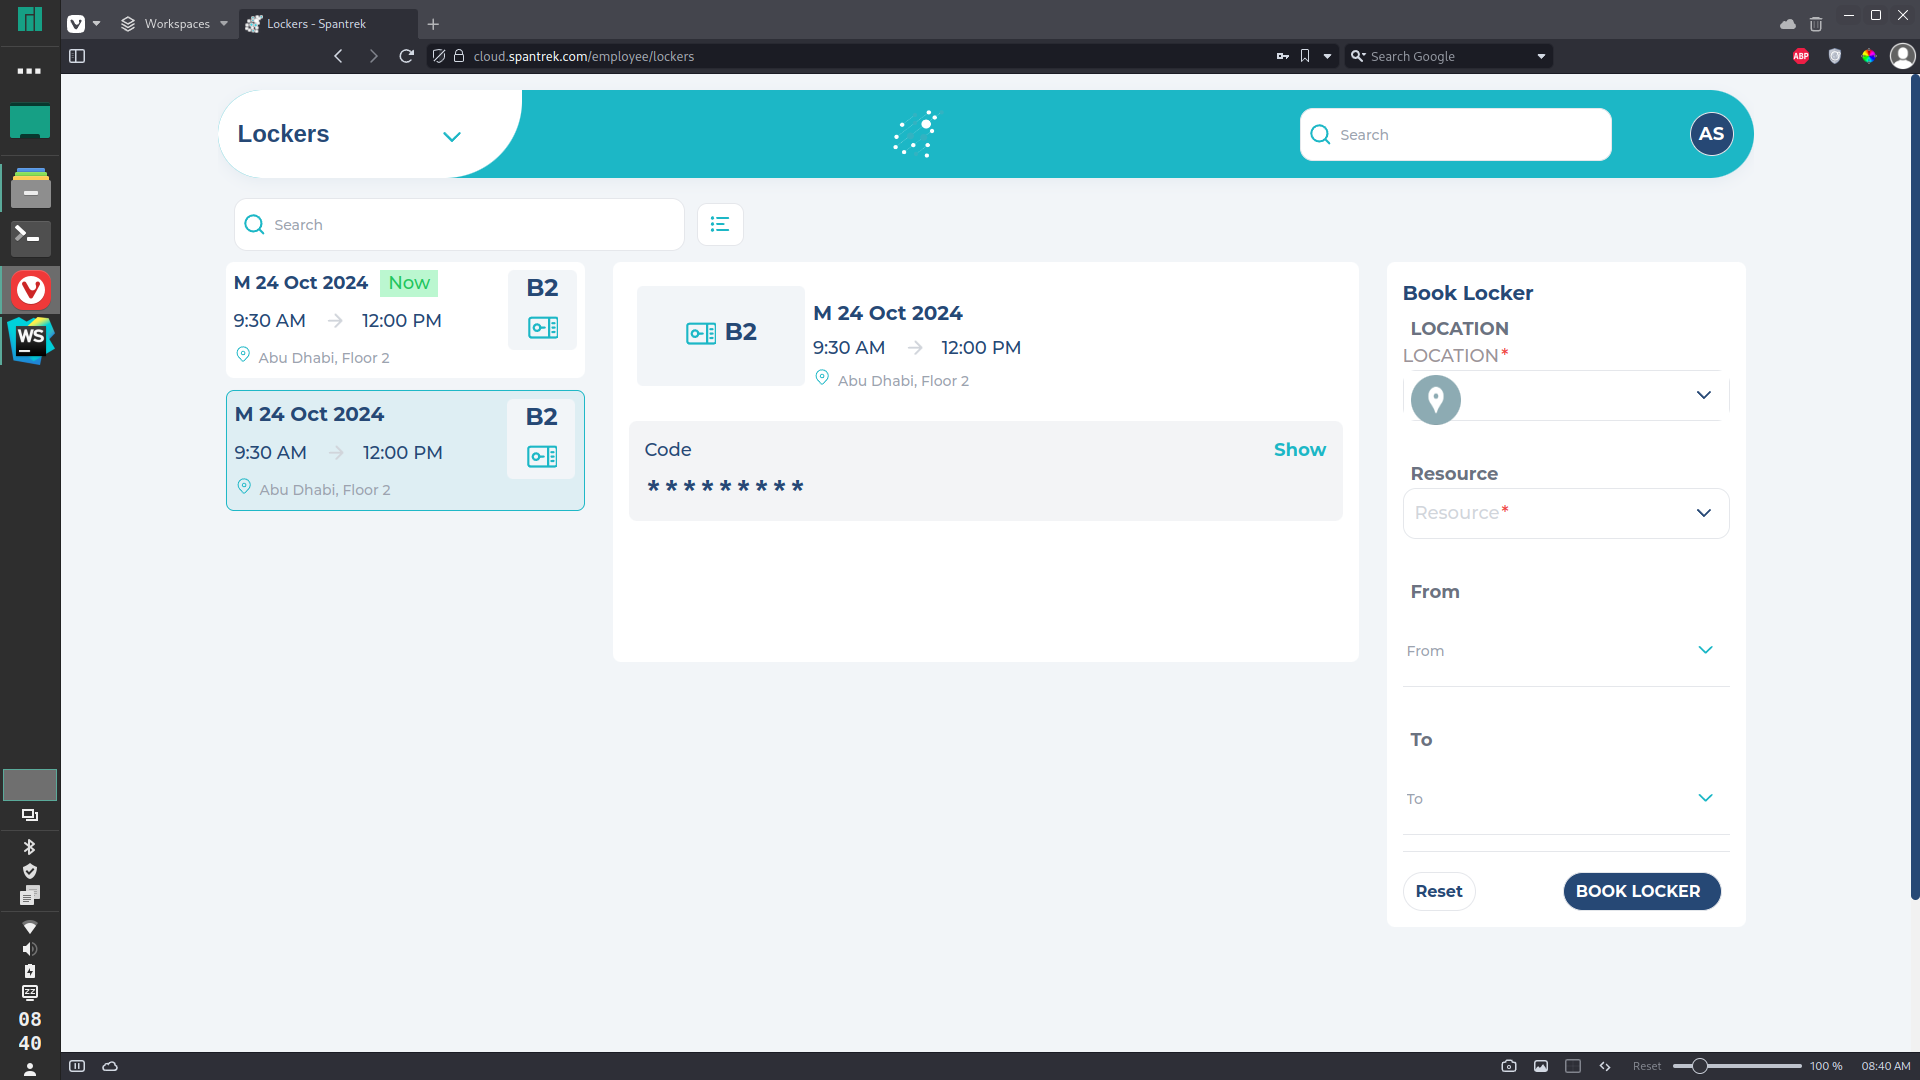 Workspaces
Lockers - Spantrek
cloud.spantrek.com/employee/lockers
Search Google
ABP
Lockers
Search
AS
Search
M 24 Oct 2024 Now
9:30 AM 12:00 PM
Abu Dhabi, Floor 2
B2
M 24 Oct 2024
9:30 AM 12:00 PM
Abu Dhabi, Floor 2
B2
B2
M 24 Oct 2024
9:30 AM 12:00 PM
Abu Dhabi, Floor 2
Code
Show
*********
Book Locker
LOCATION
LOCATION*
Resource
Resource*
From
From
To
To
Reset
BOOK LOCKER
WS
08
40
Reset
100 %
08:40 AM